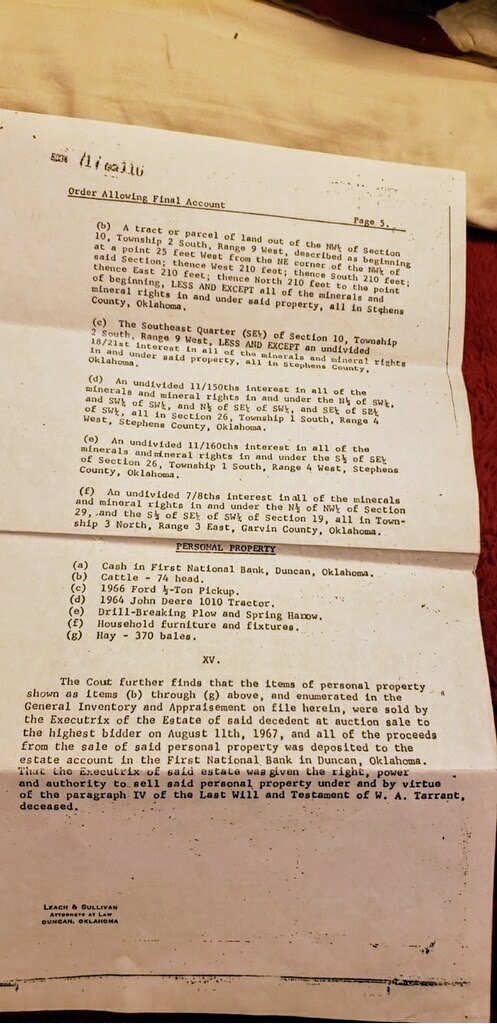 Order Allowing Final Account
Page 5.
(b) A tract or parcel of land out of the NW¼ of Section
10, Township 2 South, Range 9 West, described as beginning
at a point 25 feet West from the NE corner of the NW¼ of
said Section; thence West 210 feet; thence South 210 feet;
thence East 210 feet; thence North 210 feet to the point
of beginning, LESS AND EXCEPT all of the minerals and
mineral rights in and under said property, all in Stephens
County, Oklahoma.
(c) The Southeast Quarter (SE¼) of Section 10, Township
2 South, Range 9 West, LESS AND EXCEPT an undivided
18/21st interest in all of the minerals and mineral rights
in and under said property, all in Stephens County,
Oklahoma.
(d) An undivided 11/150ths interest in all of the
minerals and mineral rights in and under the N½ of SW¼,
and SW¼ of SW¼, and N½ of SE¼ of SW¼, and SE¼ of SE¼
of SW¼, all in Section 26, Township 1 South, Range 4
West, Stephens County, Oklahoma.
(e) An undivided 11/160ths interest in all of the
minerals andmineral rights in and under the S½ of SE¼
of Section 26, Township 1 South, Range 4 West, Stephens
County, Oklahoma.
(f) An undivided 7/8ths interest in all of the minerals
and mineral rights in and under the N½ of NW¼ of Section
29, and the S½ of SE¼ of SW¼ of Section 19, all in Town-
ship 3 North, Range 3 East, Garvin County, Oklahoma.
PERSONAL PROPERTY
(a) Cash in First National Bank, Duncan, Oklahoma.
(b) Cattle - 74 head.
(c) 1966 Ford ½-Ton Pickup.
(d) 1964 John Deere 1010 Tractor.
(e) Drill-Breaking Plow and Spring Harrow.
(f) Household furniture and fixtures.
(g) Hay - 370 bales.
XV.
The Cout further finds that the items of personal property
shown as items (b) through (g) above, and enumerated in the
General Inventory and Appraisement on file herein, were sold by
the Executrix of the Estate of said decedent at auction sale to
the highest bidder on August 11th, 1967, and all of the proceeds
from the sale of said personal property was deposited to the
estate account in the First National Bank in Duncan, Oklahoma.
That the Executrix of said estate was given the right, power
and authority to sell said personal property under and by virtue
of the paragraph IV of the Last Will and Testament of W. A. Tarrant,
deceased.
LEACH & SULLIVAN
ATTORNEYS AT LAW
DUNCAN, OKLAHOMA